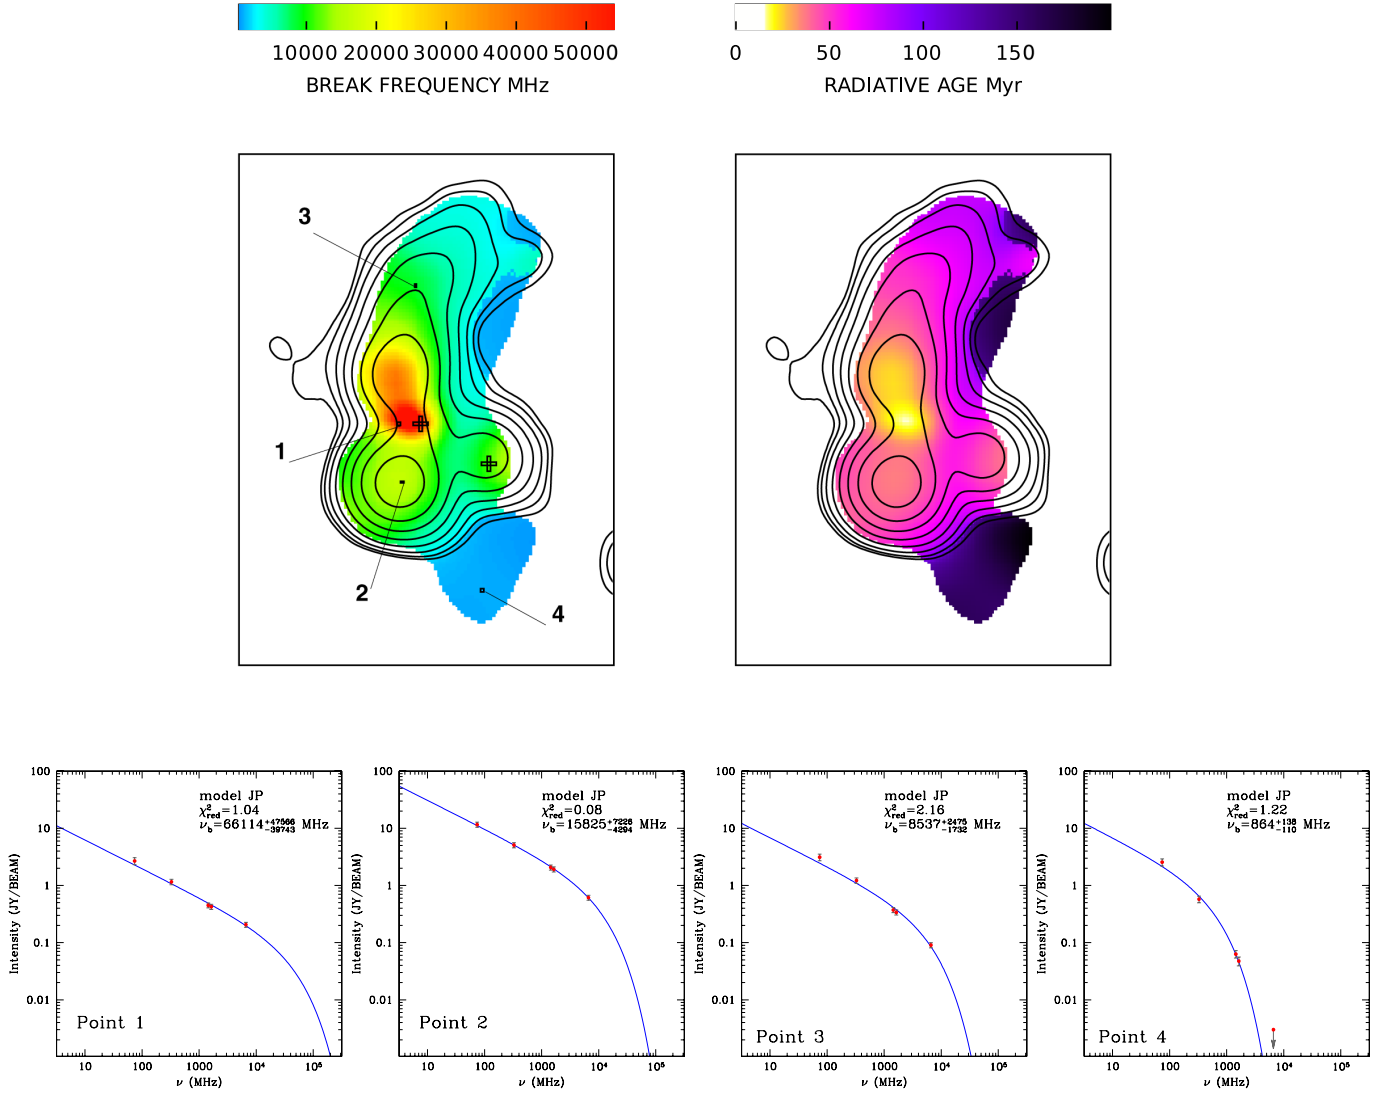 10000 20000 30000 40000 50000
BREAK FREQUENCY MHz
0 50 100 150
RADIATIVE AGE Myr
3
1
2
4
100
10
1
0.1
0.01
Intensity (JY/BEAM)
model JP
χ²red=1.04
νb=66114+47566−39743 MHz
Point 1
10 100 1000 10⁴ 10⁵
ν (MHz)
100
10
1
0.1
0.01
Intensity (JY/BEAM)
model JP
χ²red=0.08
νb=15825+7226−4294 MHz
Point 2
10 100 1000 10⁴ 10⁵
ν (MHz)
100
10
1
0.1
0.01
Intensity (JY/BEAM)
model JP
χ²red=2.16
νb=8537+2475−1732 MHz
Point 3
10 100 1000 10⁴ 10⁵
ν (MHz)
100
10
1
0.1
0.01
Intensity (JY/BEAM)
model JP
χ²red=1.22
νb=864+138−110 MHz
Point 4
10 100 1000 10⁴ 10⁵
ν (MHz)